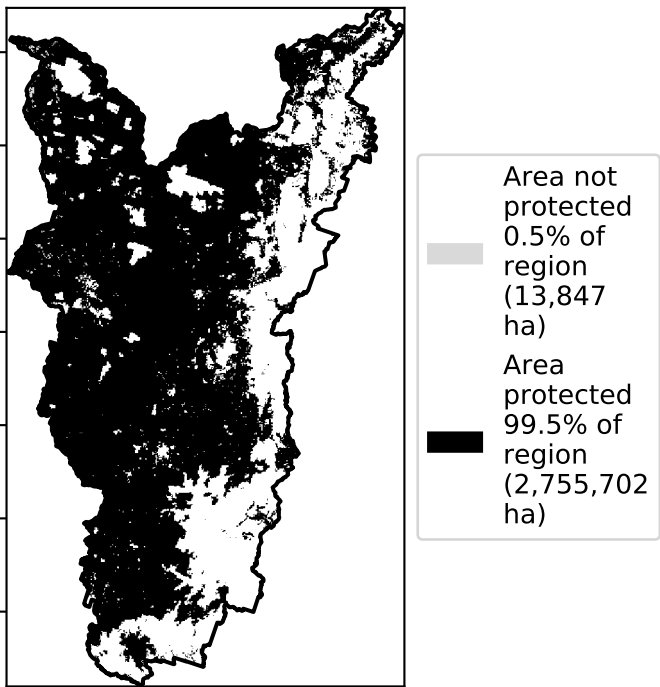 Area not
protected
0.5% of
region
(13,847
ha)
Area
protected
99.5% of
region
(2,755,702
ha)